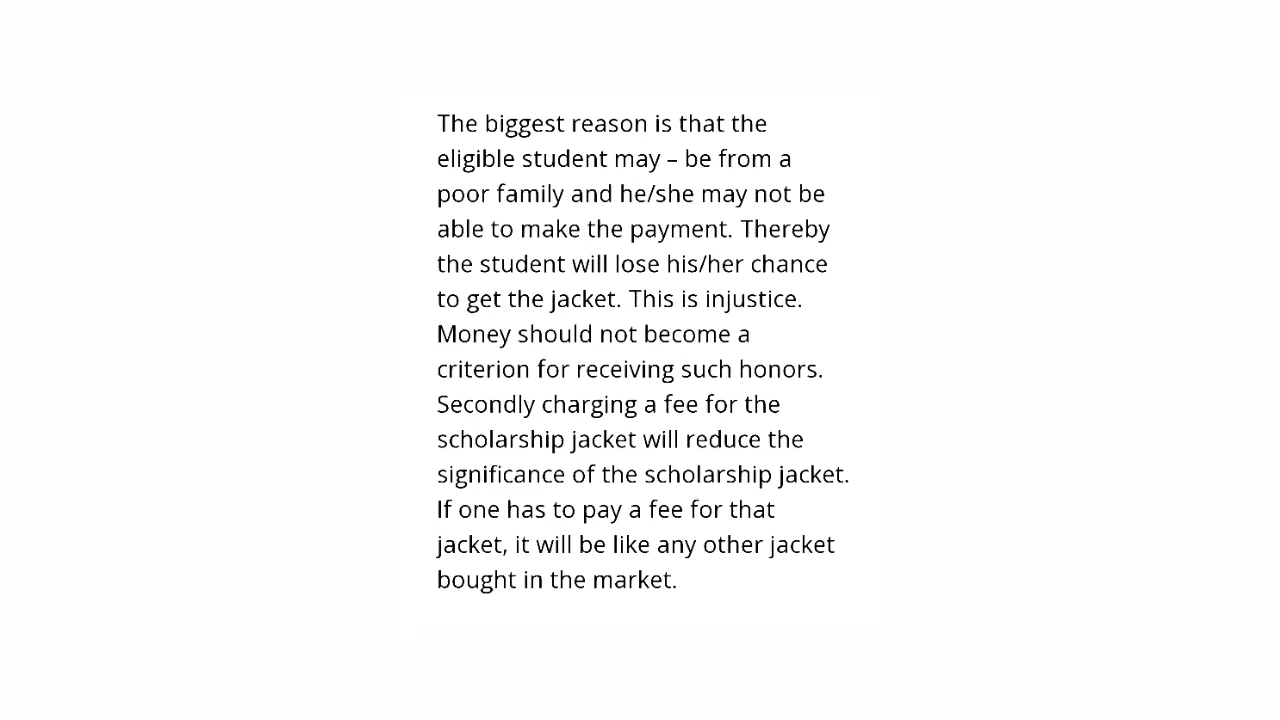 The biggest reason is that the
eligible student may – be from a
poor family and he/she may not be
able to make the payment. Thereby
the student will lose his/her chance
to get the jacket. This is injustice.
Money should not become a
criterion for receiving such honors.
Secondly charging a fee for the
scholarship jacket will reduce the
significance of the scholarship jacket.
If one has to pay a fee for that
jacket, it will be like any other jacket
bought in the market.